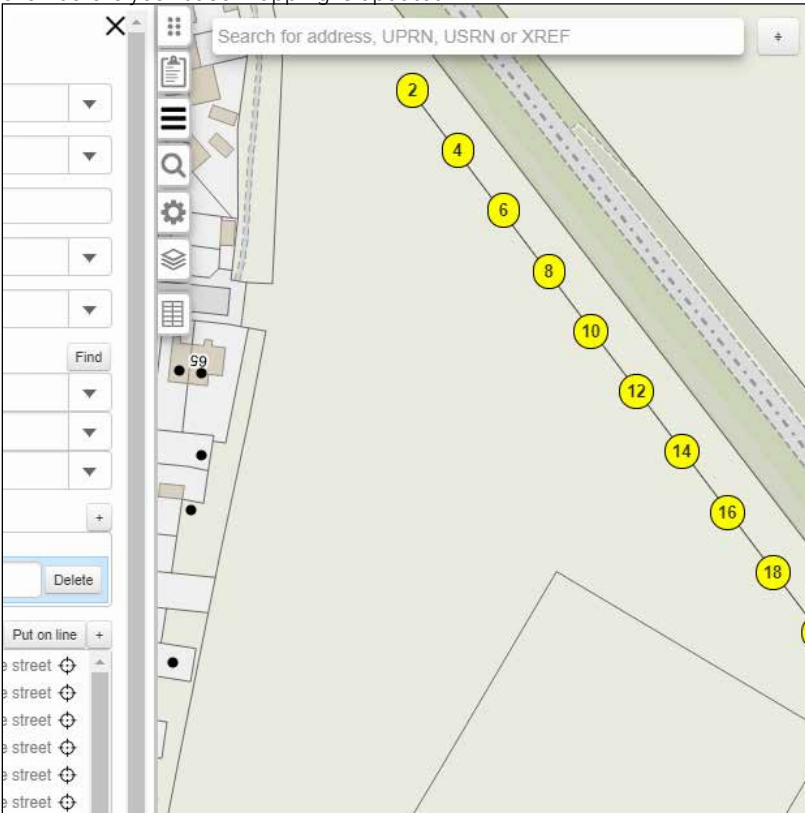 Search for address, UPRN, USRN or XREF
2
4
6
8
10
12
14
16
18
65
Find
+
Delete
Put on line +
street
street
street
street
street
street